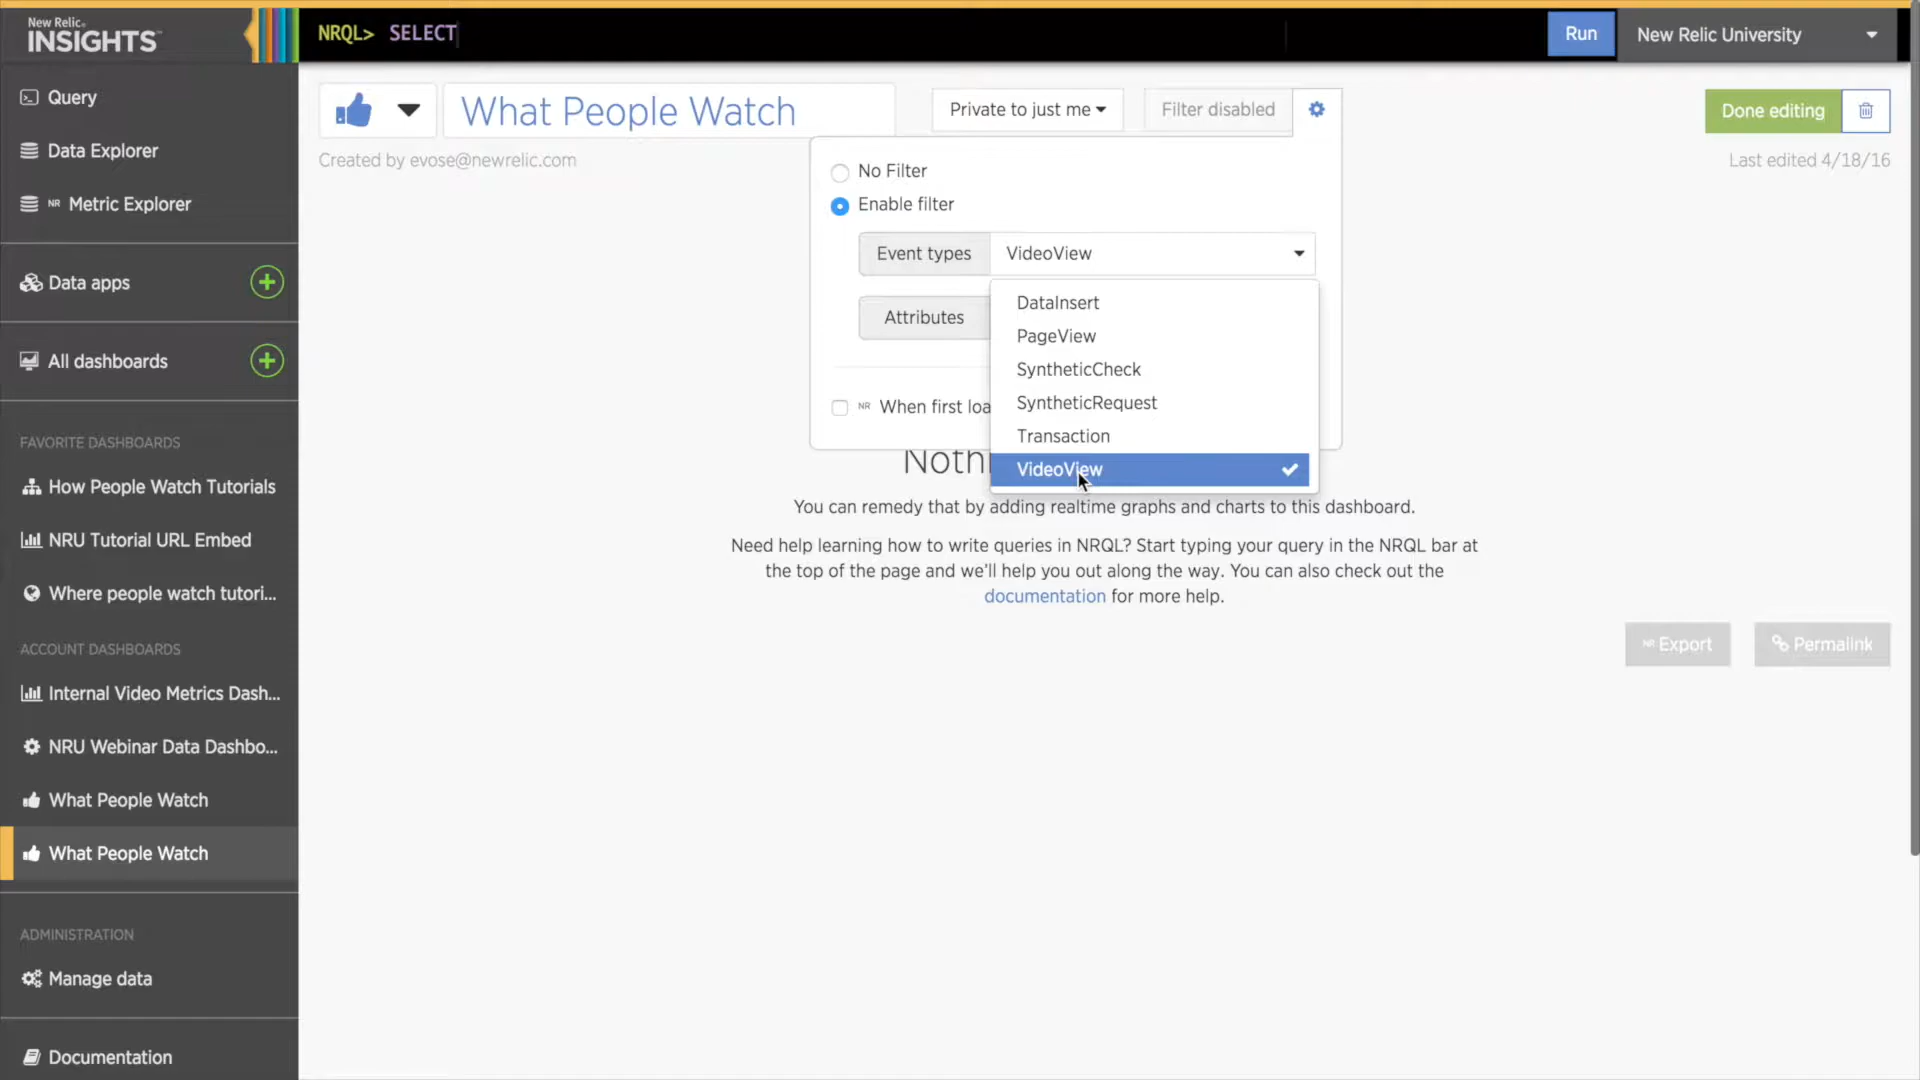 New Relic.
INSIGHTS
NRQL> SELECT
Run
New Relic University
Query
Data Explorer
NR Metric Explorer
Data apps
All dashboards
FAVORITE DASHBOARDS
How People Watch Tutorials
NRU Tutorial URL Embed
Where people watch tutori...
ACCOUNT DASHBOARDS
Internal Video Metrics Dash...
NRU Webinar Data Dashbo...
What People Watch
What People Watch
ADMINISTRATION
Manage data
Documentation
What People Watch
Private to just me
Filter disabled
Done editing
Created by evose@newrelic.com
Last edited 4/18/16
No Filter
Enable filter
Event types VideoView
Attributes
DataInsert
PageView
SyntheticCheck
SyntheticRequest
Transaction
VideoView
NR When first loa
Noth
You can remedy that by adding realtime graphs and charts to this dashboard.
Need help learning how to write queries in NRQL? Start typing your query in the NRQL bar at
the top of the page and we'll help you out along the way. You can also check out the
documentation for more help.
NR Export
Permalink